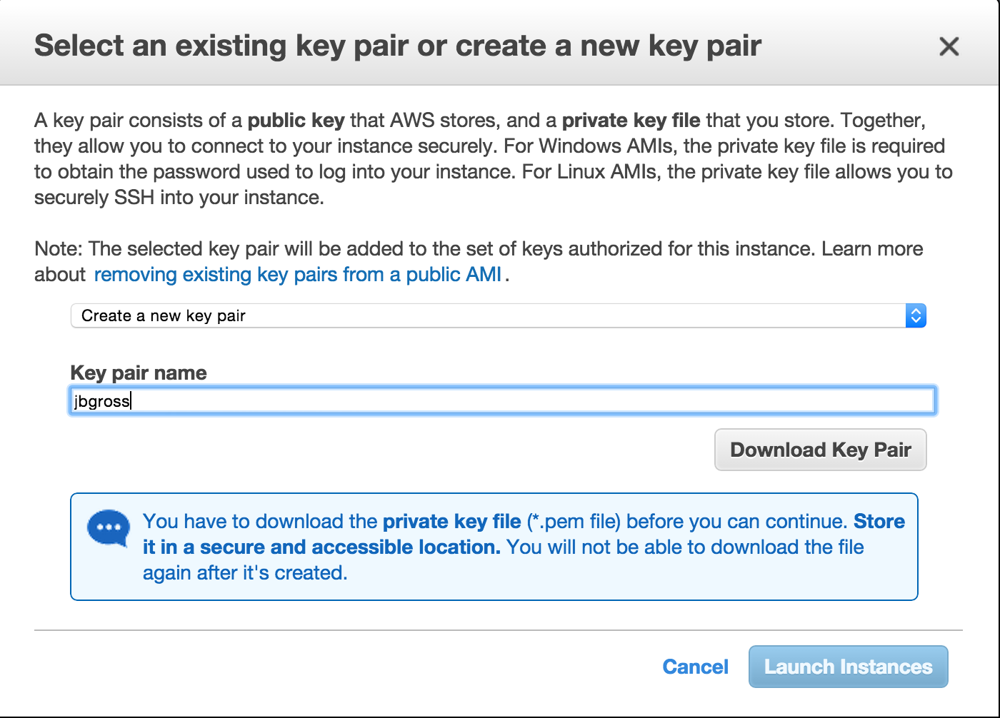 Select an existing key pair or create a new key pair
A key pair consists of a public key that AWS stores, and a private key file that you store. Together,
they allow you to connect to your instance securely. For Windows AMIs, the private key file is required
to obtain the password used to log into your instance. For Linux AMIs, the private key file allows you to
securely SSH into your instance.
Note: The selected key pair will be added to the set of keys authorized for this instance. Learn more
about removing existing key pairs from a public AMI .
Create a new key pair
Key pair name
jbgross
Download Key Pair
You have to download the private key file (*.pem file) before you can continue. Store
it in a secure and accessible location. You will not be able to download the file
again after it's created.
Cancel
Launch Instances